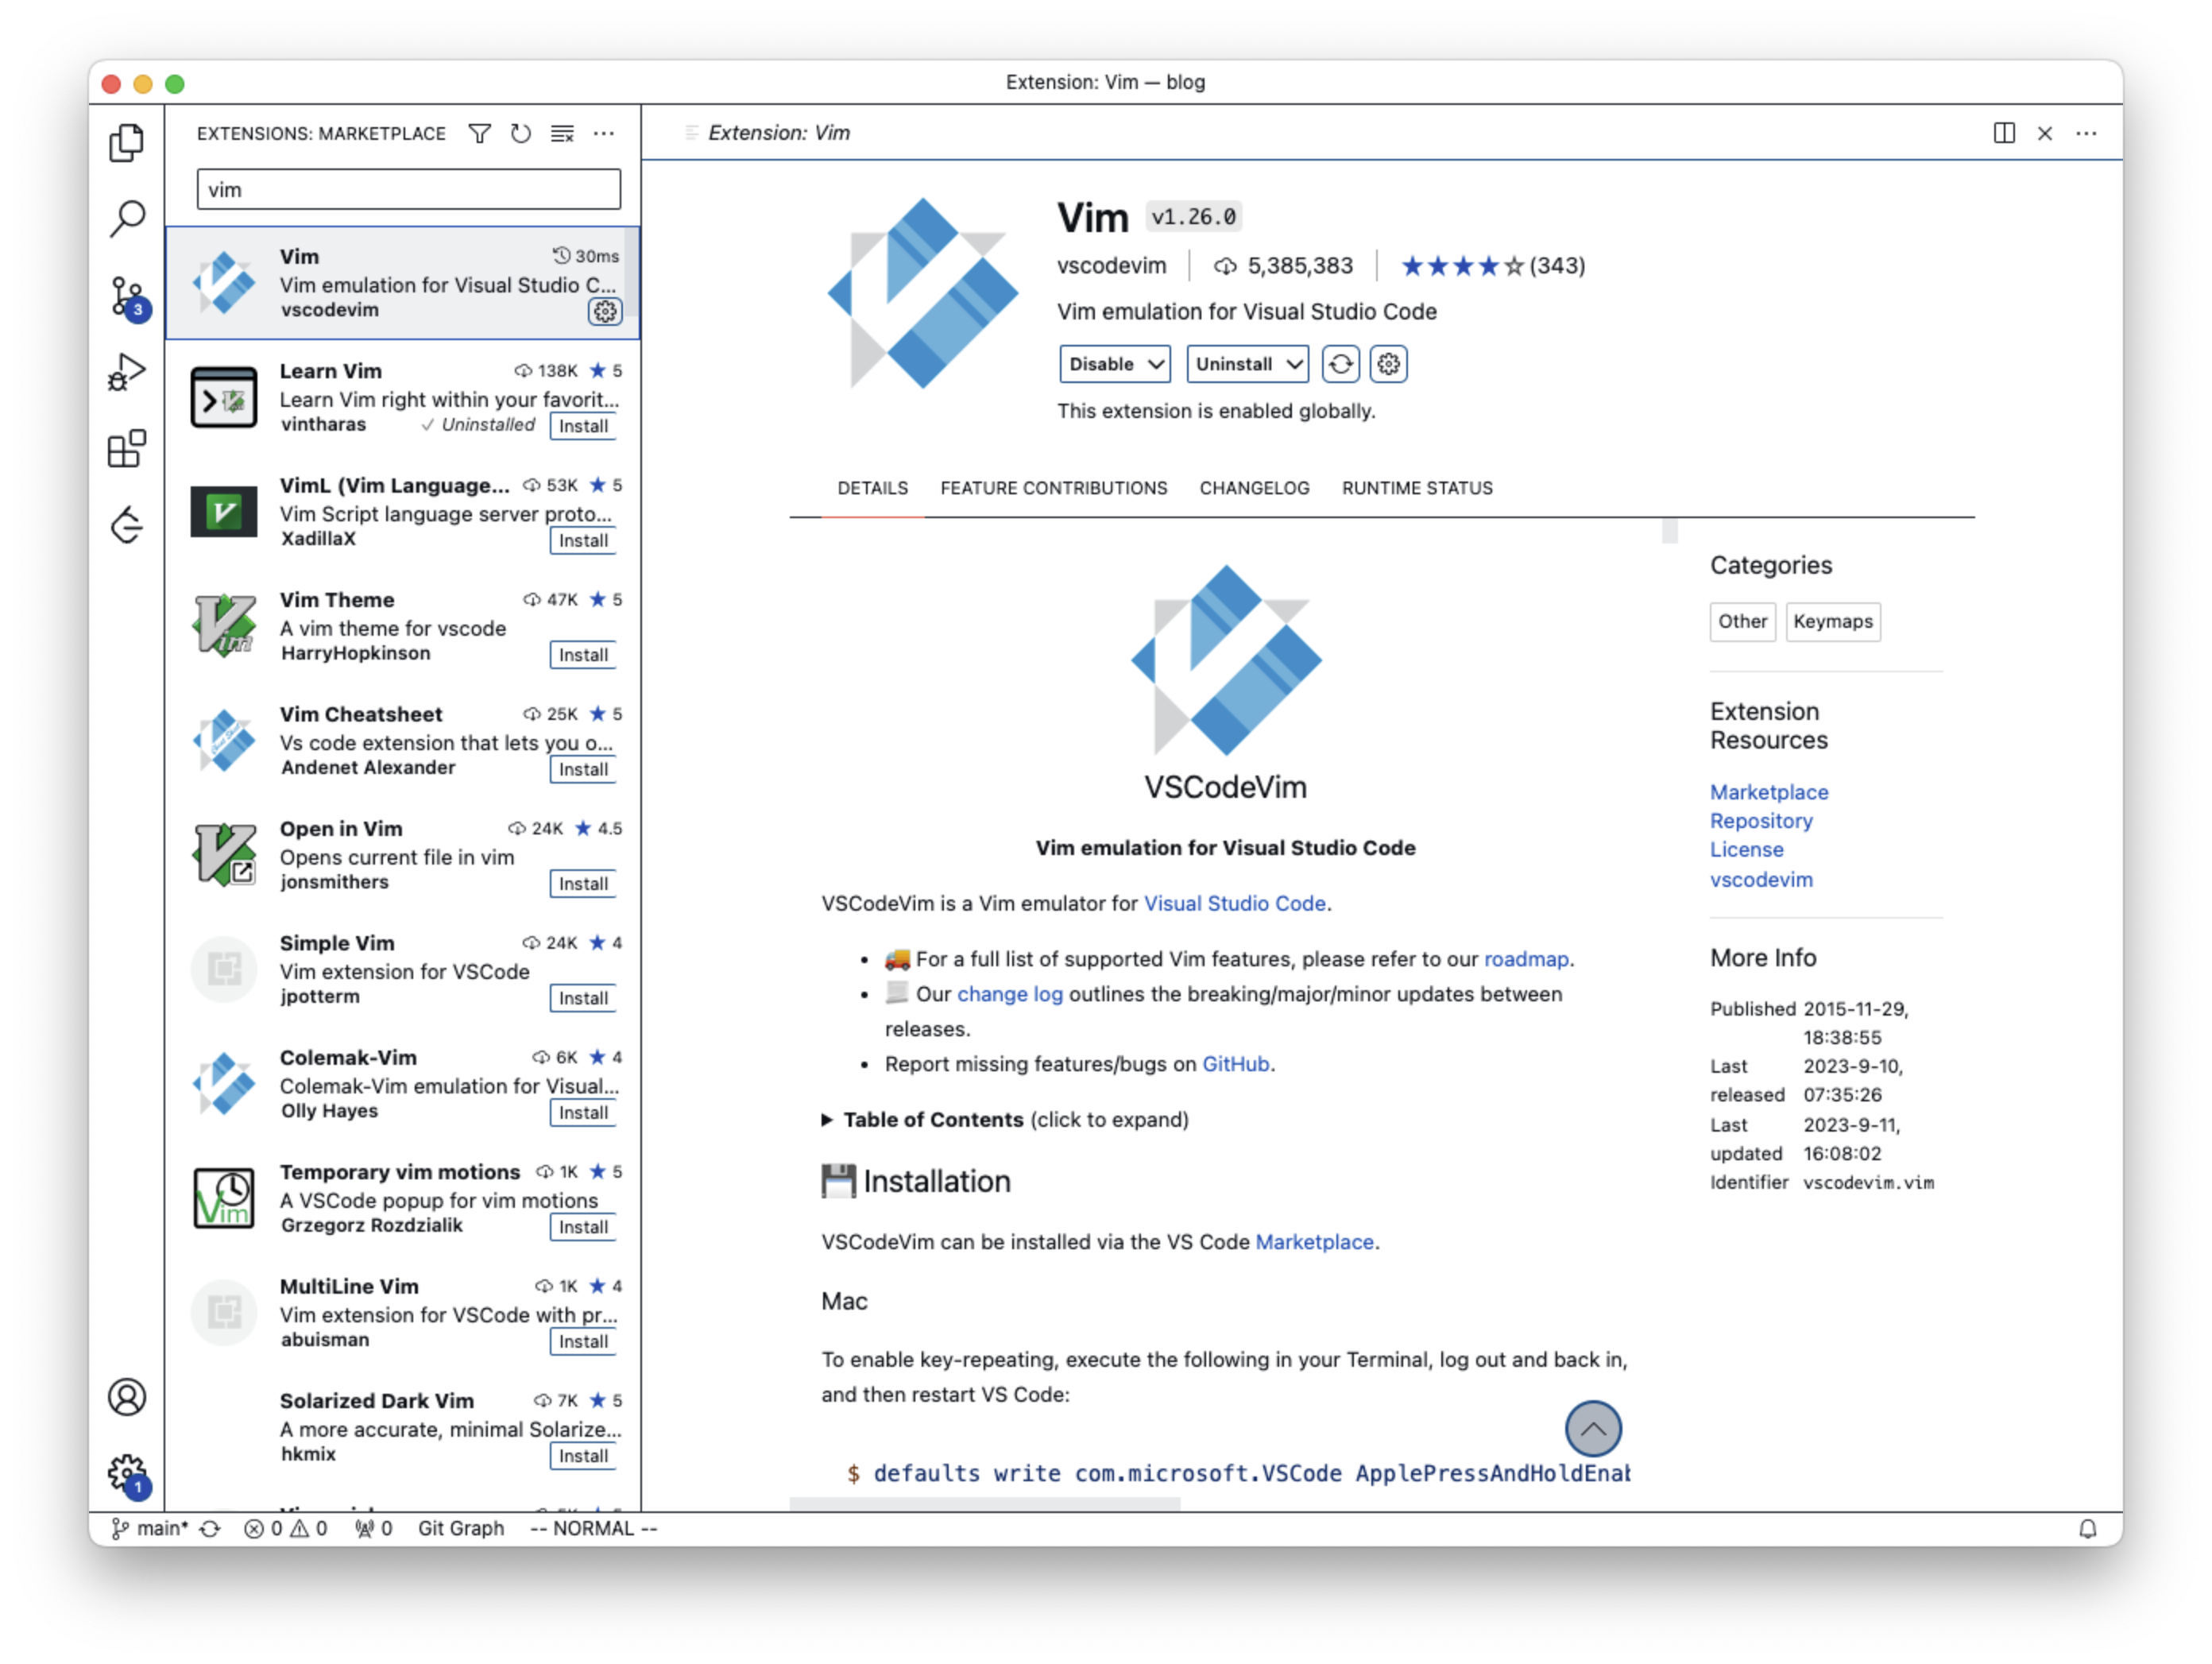 Extension: Vim — blog
EXTENSIONS: MARKETPLACE
vim
Vim 30ms
Vim emulation for Visual Studio C...
vscodevim
Learn Vim 138K ★ 5
Learn Vim right within your favorit...
vintharas ✓ Uninstalled Install
VimL (Vim Language... 53K ★ 5
Vim Script language server proto...
XadillaX Install
Vim Theme 47K ★ 5
A vim theme for vscode
HarryHopkinson Install
Vim Cheatsheet 25K ★ 5
Vs code extension that lets you o...
Andenet Alexander Install
Open in Vim 24K ★ 4.5
Opens current file in vim
jonsmithers Install
Simple Vim 24K ★ 4
Vim extension for VSCode
jpotterm Install
Colemak-Vim 6K ★ 4
Colemak-Vim emulation for Visual...
Olly Hayes Install
Temporary vim motions 1K ★ 5
A VSCode popup for vim motions
Grzegorz Rozdzialik Install
MultiLine Vim 1K ★ 4
Vim extension for VSCode with pr...
abuisman Install
Solarized Dark Vim 7K ★ 5
A more accurate, minimal Solarize...
hkmix Install
3
1
Extension: Vim
Vim v1.26.0
vscodevim 5,385,383 ★★★★☆ (343)
Vim emulation for Visual Studio Code
Disable Uninstall
This extension is enabled globally.
DETAILS FEATURE CONTRIBUTIONS CHANGELOG RUNTIME STATUS
VSCodeVim
Vim emulation for Visual Studio Code
VSCodeVim is a Vim emulator for Visual Studio Code.
• 🚚 For a full list of supported Vim features, please refer to our roadmap.
• 📃 Our change log outlines the breaking/major/minor updates between
releases.
• Report missing features/bugs on GitHub.
▶ Table of Contents (click to expand)
💾 Installation
VSCodeVim can be installed via the VS Code Marketplace.
Mac
To enable key-repeating, execute the following in your Terminal, log out and back in,
and then restart VS Code:
$ defaults write com.microsoft.VSCode ApplePressAndHoldEnab
Categories
Other Keymaps
Extension
Resources
Marketplace
Repository
License
vscodevim
More Info
Published 2015-11-29,
18:38:55
Last 2023-9-10,
released 07:35:26
Last 2023-9-11,
updated 16:08:02
Identifier vscodevim.vim
main* 0 0 0 Git Graph -- NORMAL --